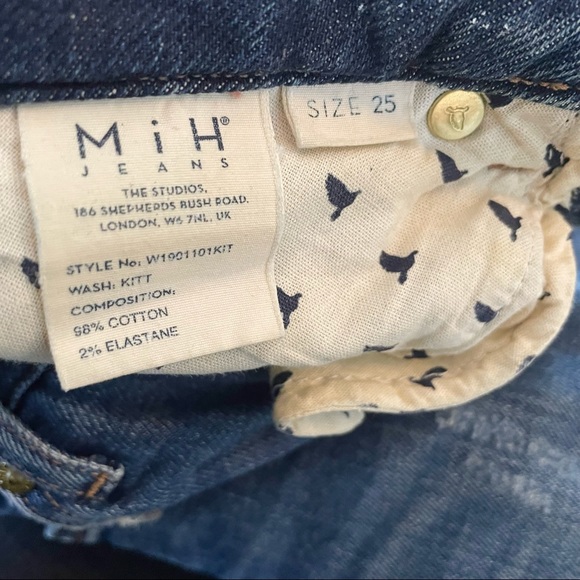 MiH®
JEANS
THE STUDIOS,
186 SHEPHERDS BUSH ROAD.
LONDON, W6 7NL, UK
STYLE No: W1901101KIT
WASH: KITT
COMPOSITION:
98% COTTON
2% ELASTANE
SIZE 25